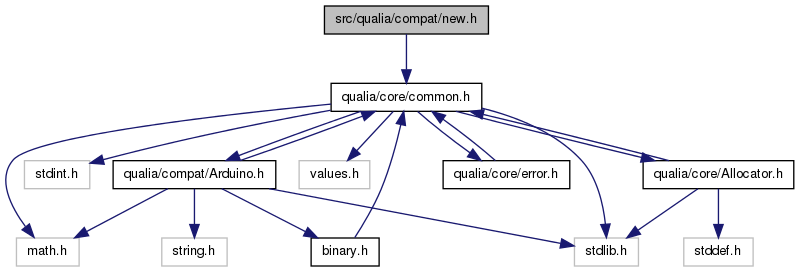 src/qualia/compat/new.h
qualia/core/common.h
stdint.h
qualia/compat/Arduino.h
values.h
qualia/core/error.h
qualia/core/Allocator.h
math.h
string.h
binary.h
stdlib.h
stddef.h